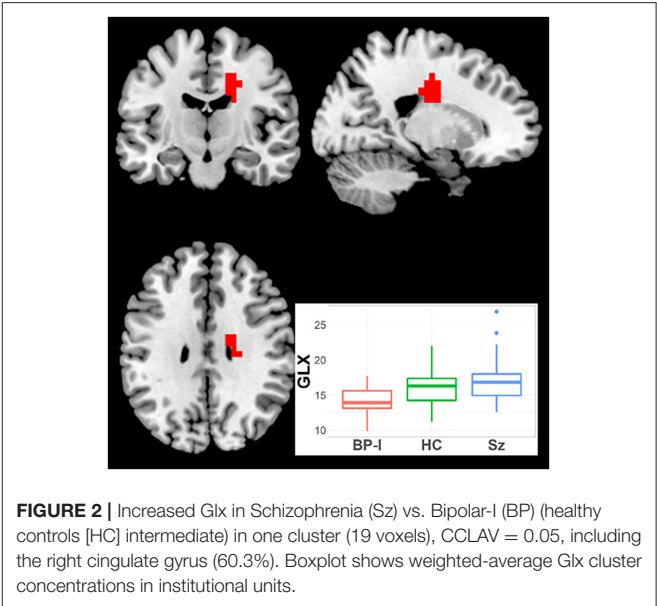 25
20
15
10
GLX
BP-I HC Sz
FIGURE 2 | Increased Glx in Schizophrenia (Sz) vs. Bipolar-I (BP) (healthy
controls [HC] intermediate) in one cluster (19 voxels), CCLAV = 0.05, including
the right cingulate gyrus (60.3%). Boxplot shows weighted-average Glx cluster
concentrations in institutional units.